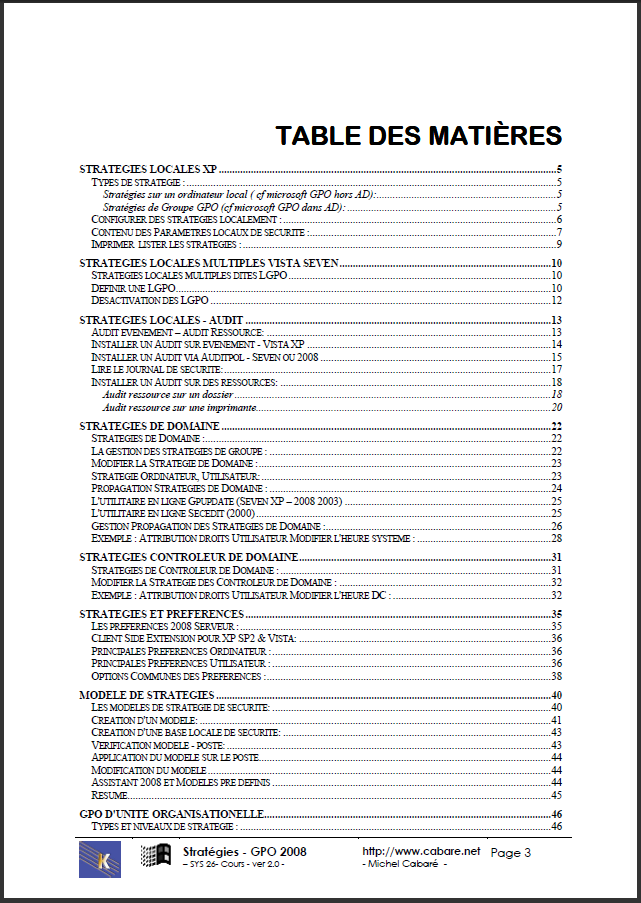 TABLE DES MATIÈRES
STRATEGIES LOCALES XP ...5
TYPES DE STRATEGIE : ...5
Stratégies sur un ordinateur local ( cf microsoft GPO hors AD): ...5
Stratégies de Groupe GPO (cf microsoft GPO dans AD): ...5
CONFIGURER DES STRATEGIES LOCALEMENT : ...6
CONTENU DES PARAMETRES LOCAUX DE SECURITE : ...7
IMPRIMER LISTER LES STRATEGIES : ...9
STRATEGIES LOCALES MULTIPLES VISTA SEVEN ...10
STRATEGIES LOCALES MULTIPLES DITES LGPO ...10
DEFINIR UNE LGPO ...10
DESACTIVATION DES LGPO ...12
STRATEGIES LOCALES - AUDIT ...13
AUDIT EVENEMENT – AUDIT RESSOURCE: ...13
INSTALLER UN AUDIT SUR EVENEMENT - VISTA XP ...14
INSTALLER UN AUDIT VIA AUDITPOL - SEVEN OU 2008 ...15
LIRE LE JOURNAL DE SECURITE: ...17
INSTALLER UN AUDIT SUR DES RESSOURCES: ...18
Audit ressource sur un dossier ...18
Audit ressource sur une imprimante ...20
STRATEGIES DE DOMAINE ...22
STRATEGIES DE DOMAINE : ...22
LA GESTION DES STRATEGIES DE GROUPE : ...22
MODIFIER LA STRATEGIE DE DOMAINE : ...23
STRATEGIE ORDINATEUR, UTILISATEUR: ...23
PROPAGATION STRATEGIES DE DOMAINE : ...24
L'UTILITAIRE EN LIGNE GPUPDATE (SEVEN XP – 2008 2003) ...25
L'UTILITAIRE EN LIGNE SECEDIT (2000) ...25
GESTION PROPAGATION DES STRATEGIES DE DOMAINE : ...26
EXEMPLE : ATTRIBUTION DROITS UTILISATEUR MODIFIER L'HEURE SYSTEME : ...28
STRATEGIES CONTROLEUR DE DOMAINE ...31
STRATEGIES DE CONTROLEUR DE DOMAINE : ...31
MODIFIER LA STRATEGIE DES CONTROLEUR DE DOMAINE : ...32
EXEMPLE : ATTRIBUTION DROITS UTILISATEUR MODIFIER L'HEURE DC : ...32
STRATEGIES ET PREFERENCES ...35
LES PREFERENCES 2008 SERVEUR : ...35
CLIENT SIDE EXTENSION POUR XP SP2 & VISTA: ...36
PRINCIPALES PREFERENCES ORDINATEUR : ...36
PRINCIPALES PREFERENCES UTILISATEUR : ...36
OPTIONS COMMUNES DES PREFERENCES : ...38
MODELE DE STRATEGIES ...40
LES MODELES DE STRATEGIE DE SECURITE: ...40
CREATION D'UN MODELE: ...41
CREATION D'UNE BASE LOCALE DE SECURITE: ...43
VERIFICATION MODELE - POSTE: ...43
APPLICATION DU MODELE SUR LE POSTE ...44
MODIFICATION DU MODELE ...44
ASSISTANT 2008 ET MODELES PRE DEFINIS ...44
RESUME ...45
GPO D'UNITE ORGANISATIONELLE ...46
TYPES ET NIVEAUX DE STRATEGIE : ...46
K
Stratégies - GPO 2008
– SYS 26- Cours - ver 2.0 -
http://www.cabare.net
- Michel Cabaré -
Page 3